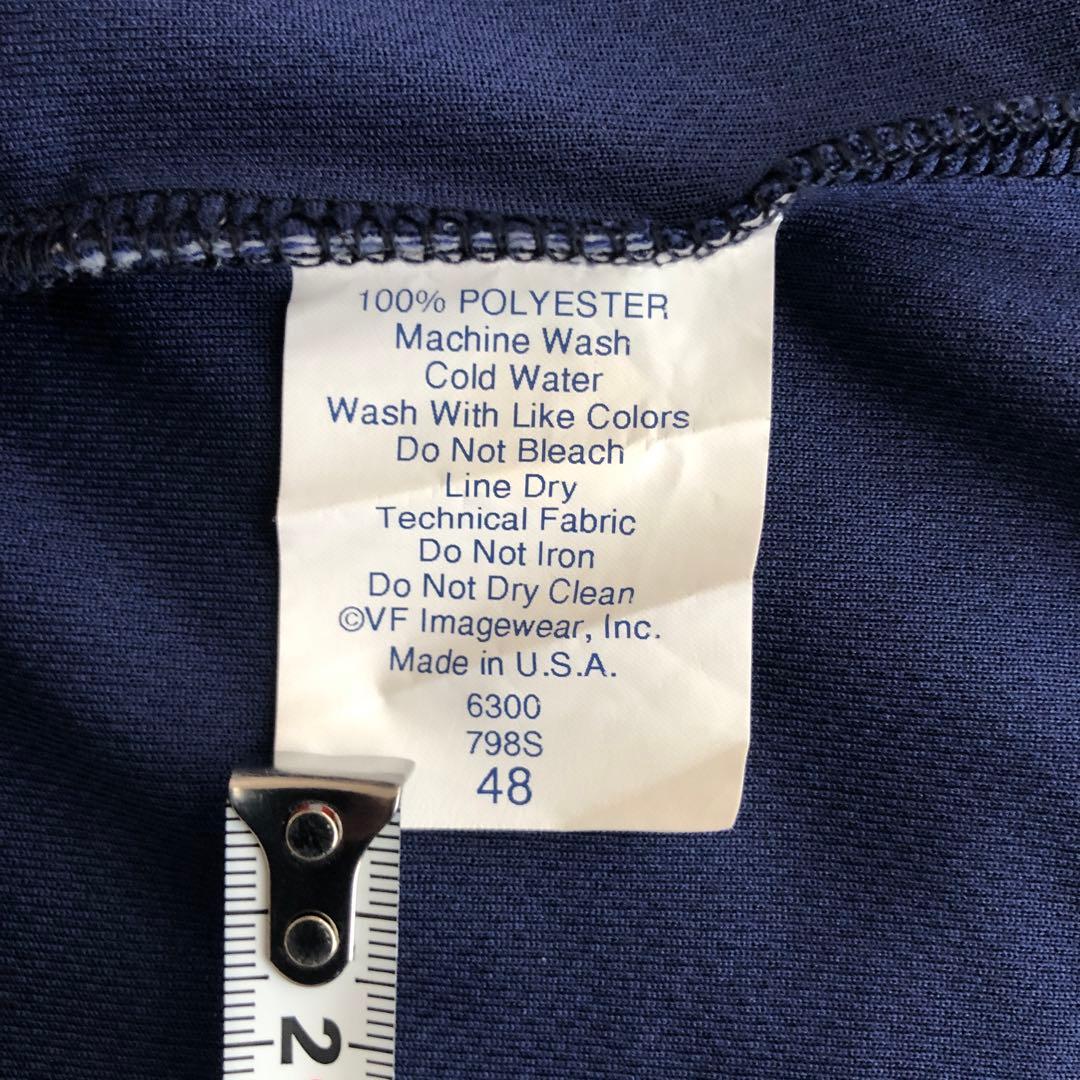 100% POLYESTER
Machine Wash
Cold Water
Wash With Like Colors
Do Not Bleach
Line Dry
Technical Fabric
Do Not Iron
Do Not Dry Clean
©VF Imagewear, Inc.
Made in U.S.A.
6300
798S
48
2